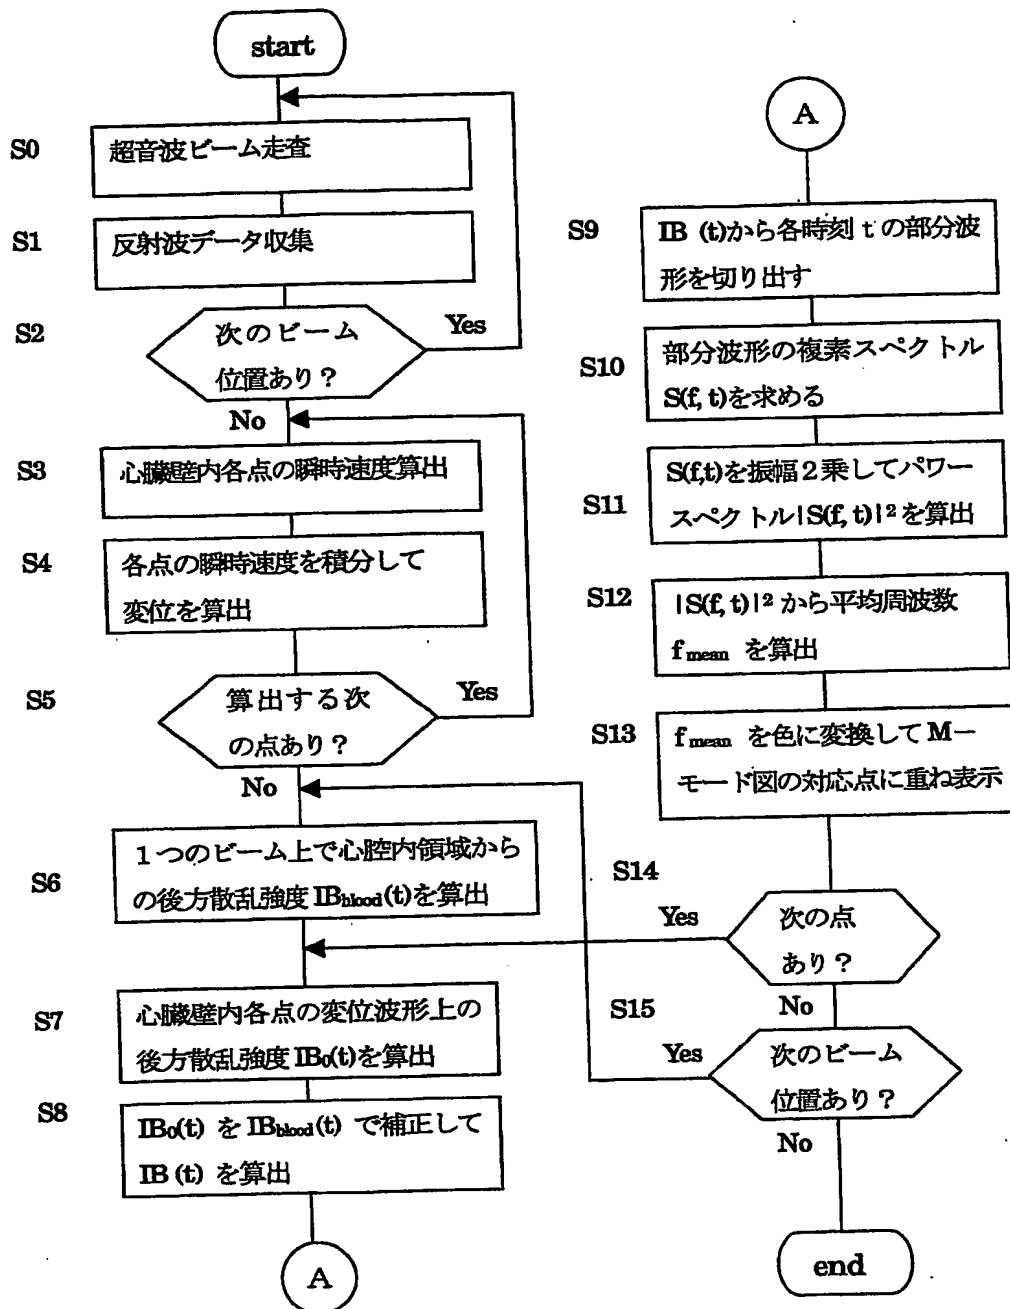 start
S0
超音波ビーム走査
S1
反射波データ収集
S2
次のビーム
位置あり？
Yes
No
S3
心臓壁内各点の瞬時速度算出
S4
各点の瞬時速度を積分して
変位を算出
S5
算出する次
の点あり？
Yes
No
S6
１つのビーム上で心腔内領域から
の後方散乱強度IBblood(t)を算出
S7
心臓壁内各点の変位波形上の
後方散乱強度IB0(t)を算出
S8
IB0(t) を IBblood(t) で補正して
IB (t) を算出
A
A
S9
IB (t)から各時刻 t の部分波
形を切り出す
S10
部分波形の複素スペクトル
S(f, t)を求める
S11
S(f,t)を振幅２乗してパワー
スペクトル|S(f, t)|²を算出
S12
|S(f, t)|² から平均周波数
fmean を算出
S13
fmean を色に変換して M－
モード図の対応点に重ね表示
S14
次の点
あり？
Yes
No
S15
次のビーム
位置あり？
Yes
No
end